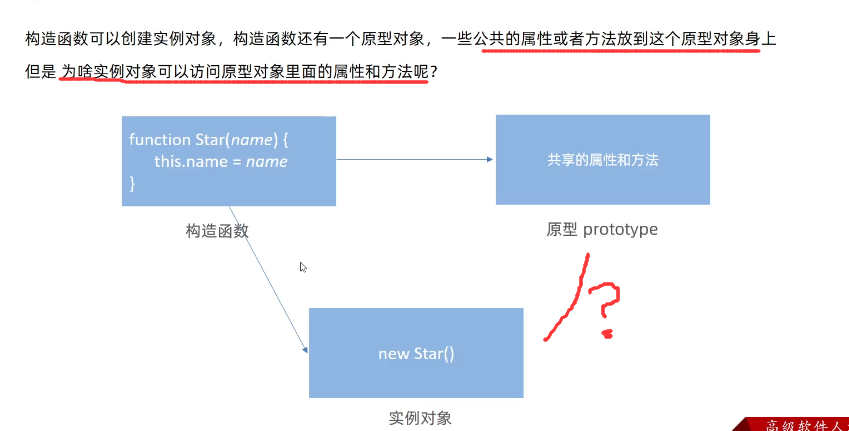 构造函数可以创建实例对象，构造函数还有一个原型对象，一些公共的属性或者方法放到这个原型对象身上
但是 为啥实例对象可以访问原型对象里面的属性和方法呢？
function Star(name) {
this.name = name
}
共享的属性和方法
构造函数
原型 prototype
?
new Star()
实例对象
高级软件人